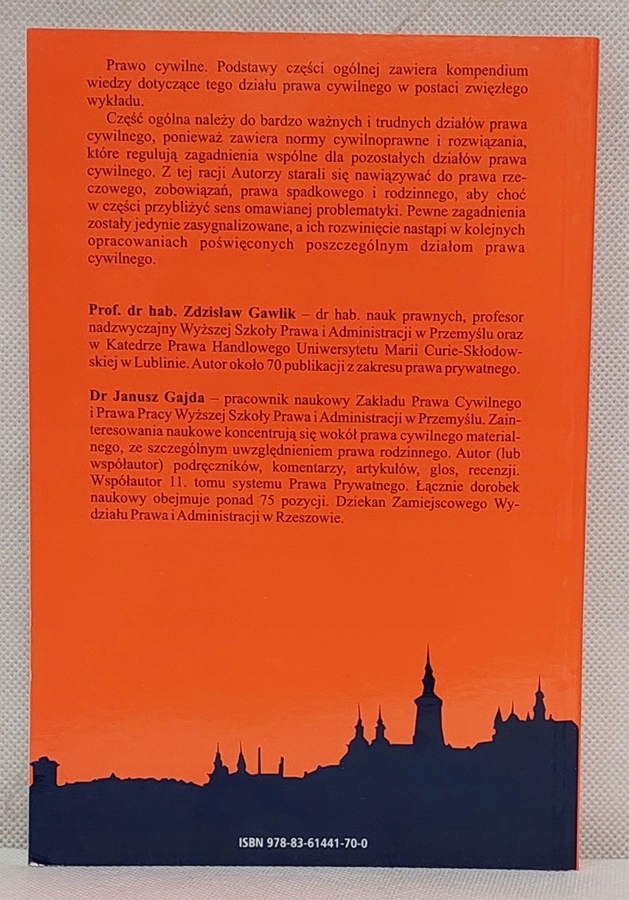 Prawo cywilne. Podstawy części ogólnej zawiera kompendium
wiedzy dotyczące tego działu prawa cywilnego w postaci zwięzłego
wykładu.
Część ogólna należy do bardzo ważnych i trudnych działów prawa
cywilnego, ponieważ zawiera normy cywilnoprawne i rozwiązania,
które regulują zagadnienia wspólne dla pozostałych działów prawa
cywilnego. Z tej racji Autorzy starali się nawiązywać do prawa rze-
czowego, zobowiązań, prawa spadkowego i rodzinnego, aby choć
w części przybliżyć sens omawianej problematyki. Pewne zagadnienia
zostały jedynie zasygnalizowane, a ich rozwinięcie nastąpi w kolejnych
opracowaniach poświęconych poszczególnym działom prawa
cywilnego.
Prof. dr hab. Zdzisław Gawlik – dr hab. nauk prawnych, profesor
nadzwyczajny Wyższej Szkoły Prawa i Administracji w Przemyślu oraz
w Katedrze Prawa Handlowego Uniwersytetu Marii Curie-Skłodow-
skiej w Lublinie. Autor około 70 publikacji z zakresu prawa prywatnego.
Dr Janusz Gajda – pracownik naukowy Zakładu Prawa Cywilnego
i Prawa Pracy Wyższej Szkoły Prawa i Administracji w Przemyślu. Zain-
teresowania naukowe koncentrują się wokół prawa cywilnego material-
nego, ze szczególnym uwzględnieniem prawa rodzinnego. Autor (lub
współautor) podręczników, komentarzy, artykułów, glos, recenzji.
Współautor 11. tomu systemu Prawa Prywatnego. Łącznie dorobek
naukowy obejmuje ponad 75 pozycji. Dziekan Zamiejscowego Wy-
działu Prawa i Administracji w Rzeszowie.
ISBN 978-83-61441-70-0